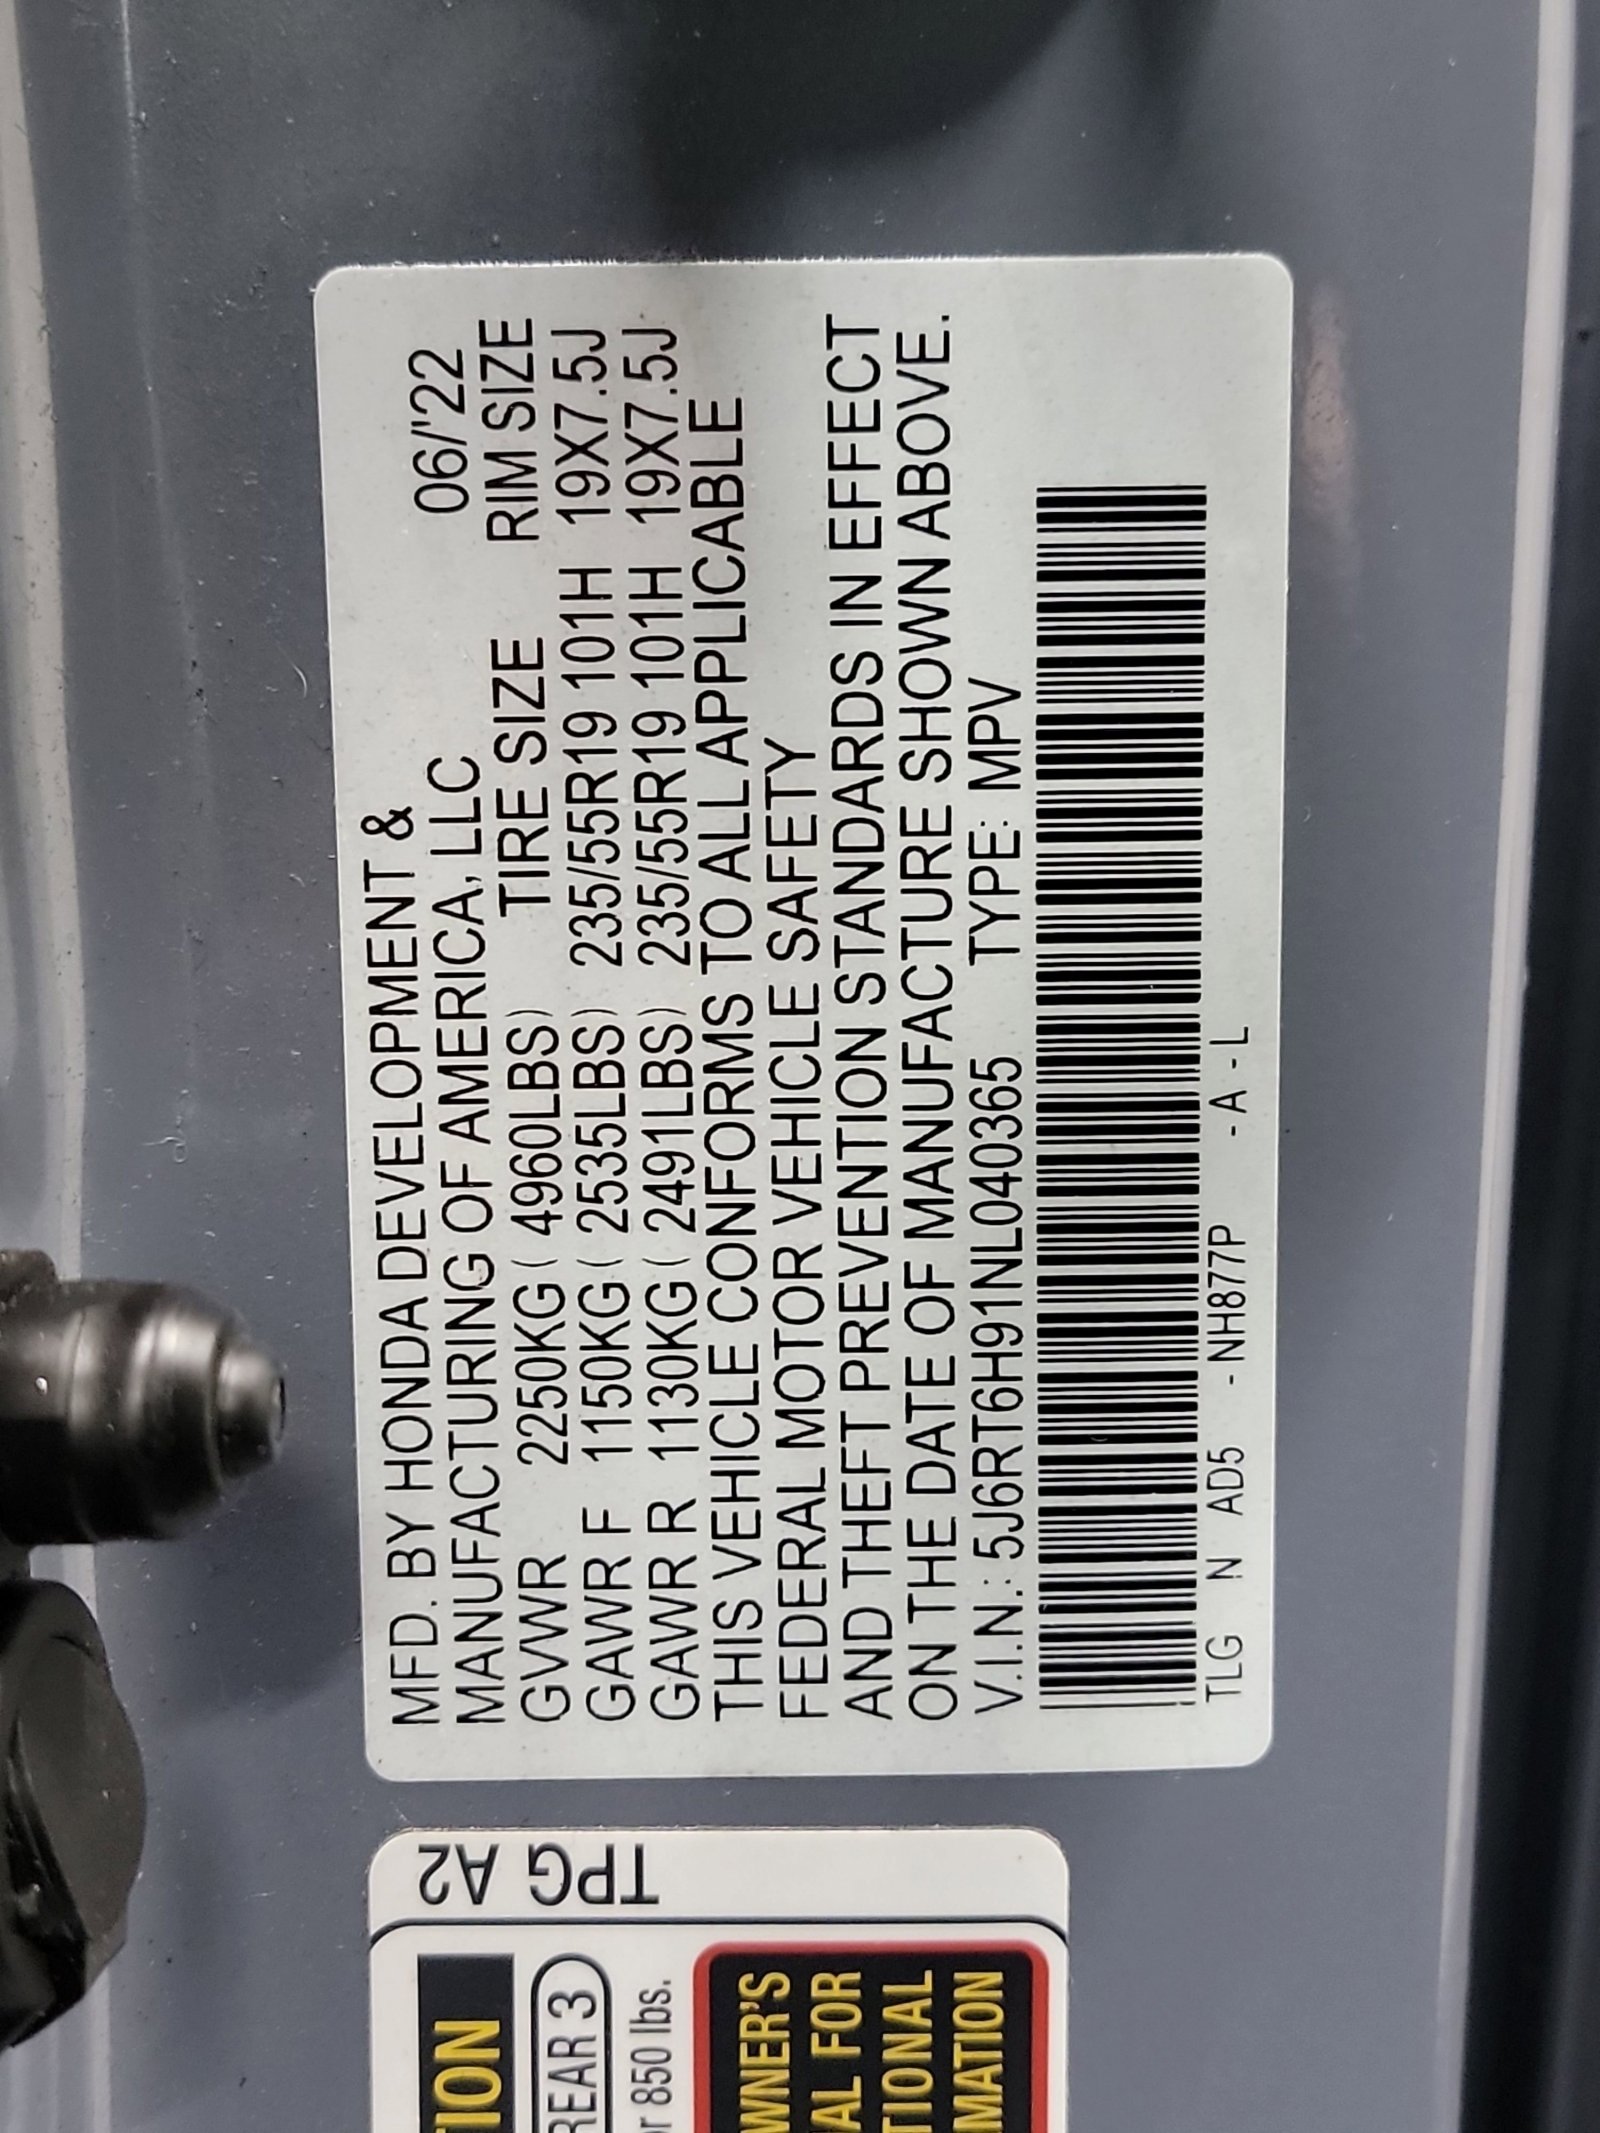 MFD. BY HONDA DEVELOPMENT &
MANUFACTURING OF AMERICA, LLC 06/'22
TIRE SIZE RIM SIZE
GVWR 2250KG ( 4960LBS)
GAWR F 1150KG ( 2535LBS) 235/55R19 101H 19X7.5J
GAWR R 1130KG ( 2491LBS) 235/55R19 101H 19X7.5J
THIS VEHICLE CONFORMS TO ALL APPLICABLE
FEDERAL MOTOR VEHICLE SAFETY
AND THEFT PREVENTION STANDARDS IN EFFECT
ON THE DATE OF MANUFACTURE SHOWN ABOVE.
V.I.N.: 5J6RT6H91NL040365 TYPE: MPV
TLG N AD5 - NH877P - A - L
TPG A2
TION
REAR 3
or 850 lbs.
WNER'S
AL FOR
TIONAL
MATION